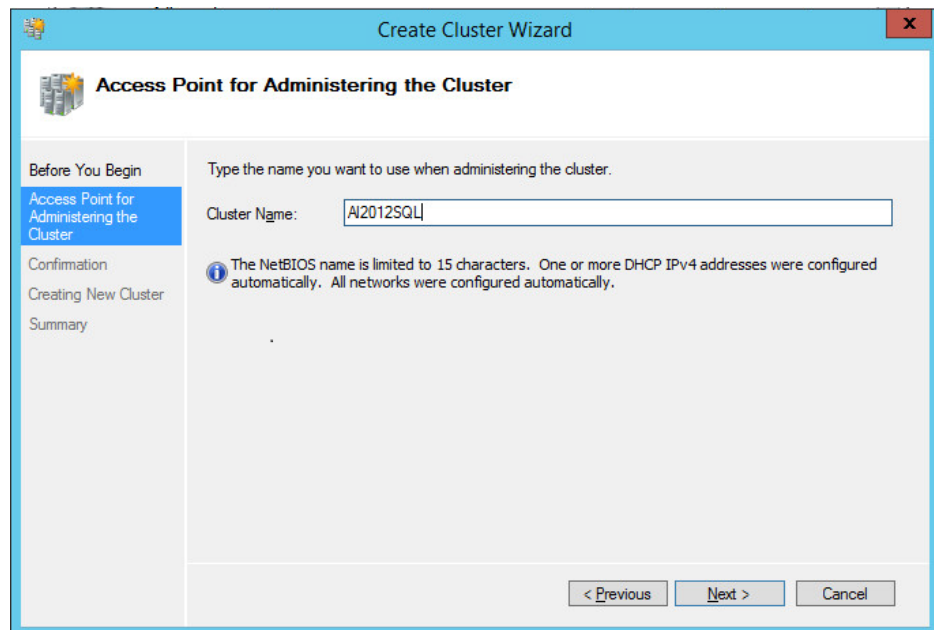 Create Cluster Wizard
x
Access Point for Administering the Cluster
Before You Begin
Access Point for
Administering the
Cluster
Confirmation
Creating New Cluster
Summary
Type the name you want to use when administering the cluster.
Cluster Name: AI2012SQL
The NetBIOS name is limited to 15 characters. One or more DHCP IPv4 addresses were configured
automatically. All networks were configured automatically.
< Previous Next > Cancel